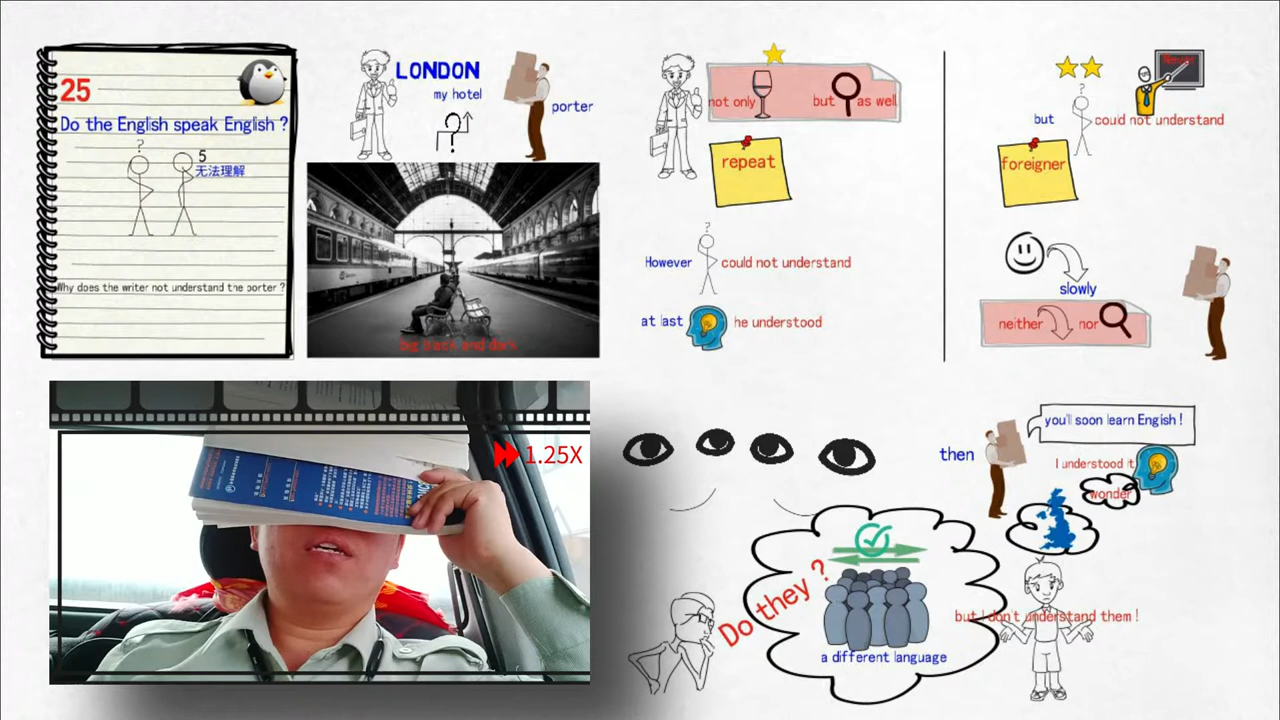 25
Do the English speak English ?
?
5
无法理解
Why does the writer not understand the porter ?
LONDON
my hotel
?
porter
big black and dark
not only
but
as well
repeat
?
However
could not understand
at last
he understood
?
but
could not understand
foreigner
slowly
neither
nor
1.25X
then
you'll soon learn Engish !
I understood it
wonder
Do they ?
a different language
but I don't understand them !